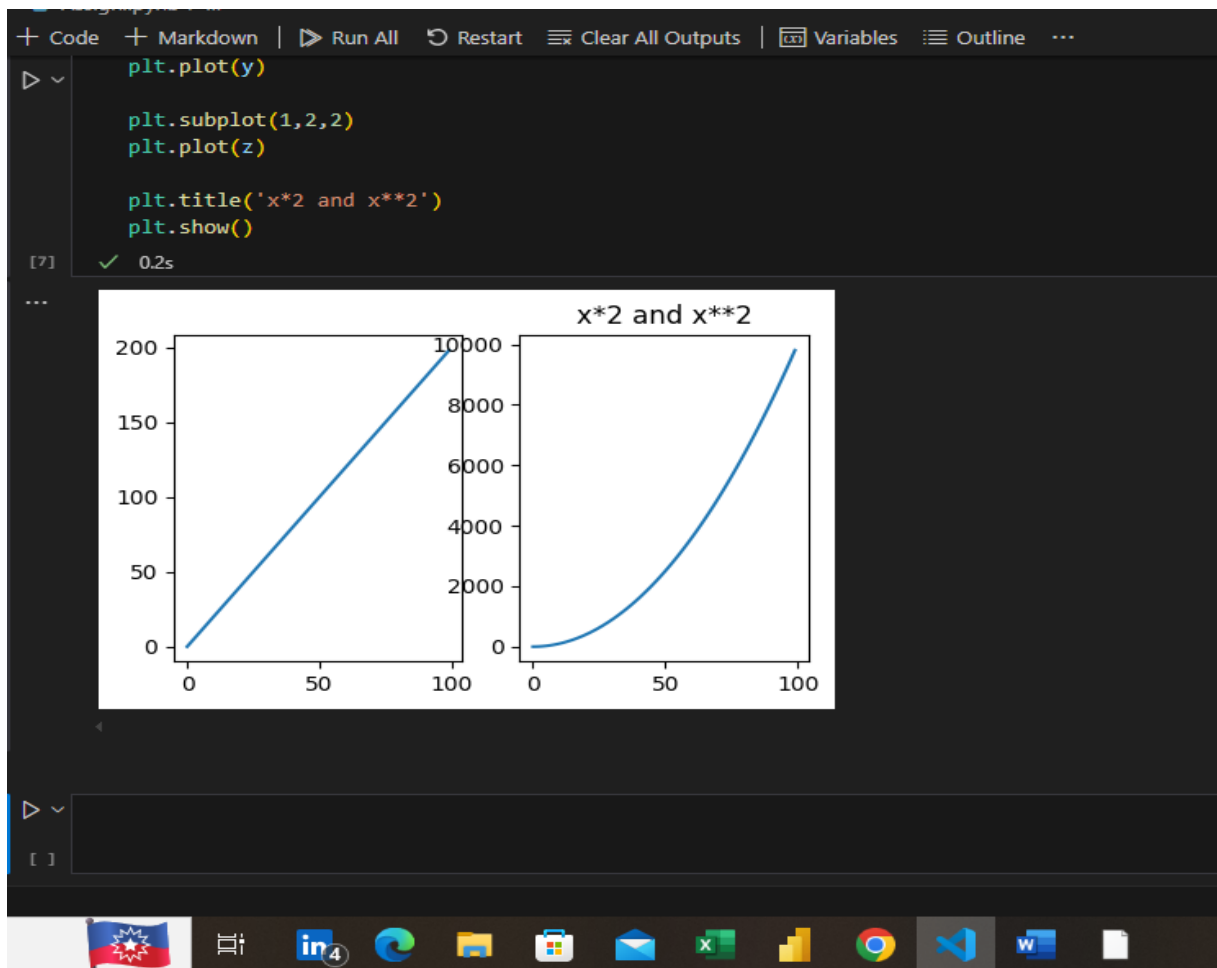 + Code + Markdown | Run All Restart Clear All Outputs | Variables Outline ...
plt.plot(y)
plt.subplot(1,2,2)
plt.plot(z)
plt.title('x*2 and x**2')
plt.show()
[7] ✓ 0.2s
...
x*2 and x**2
200
150
100
50
0
0 50 100
10000
8000
6000
4000
2000
0
0 50 100
[ ]
in 4
X
W